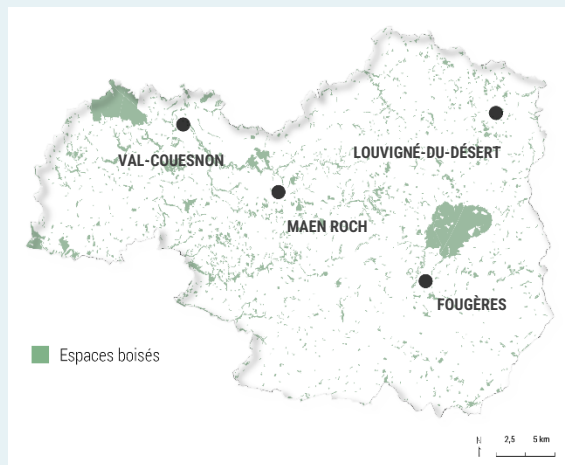 VAL-COUESNON
LOUVIGNÉ-DU-DÉSERT
MAEN ROCH
FOUGÈRES
Espaces boisés
N
2,5 5 km